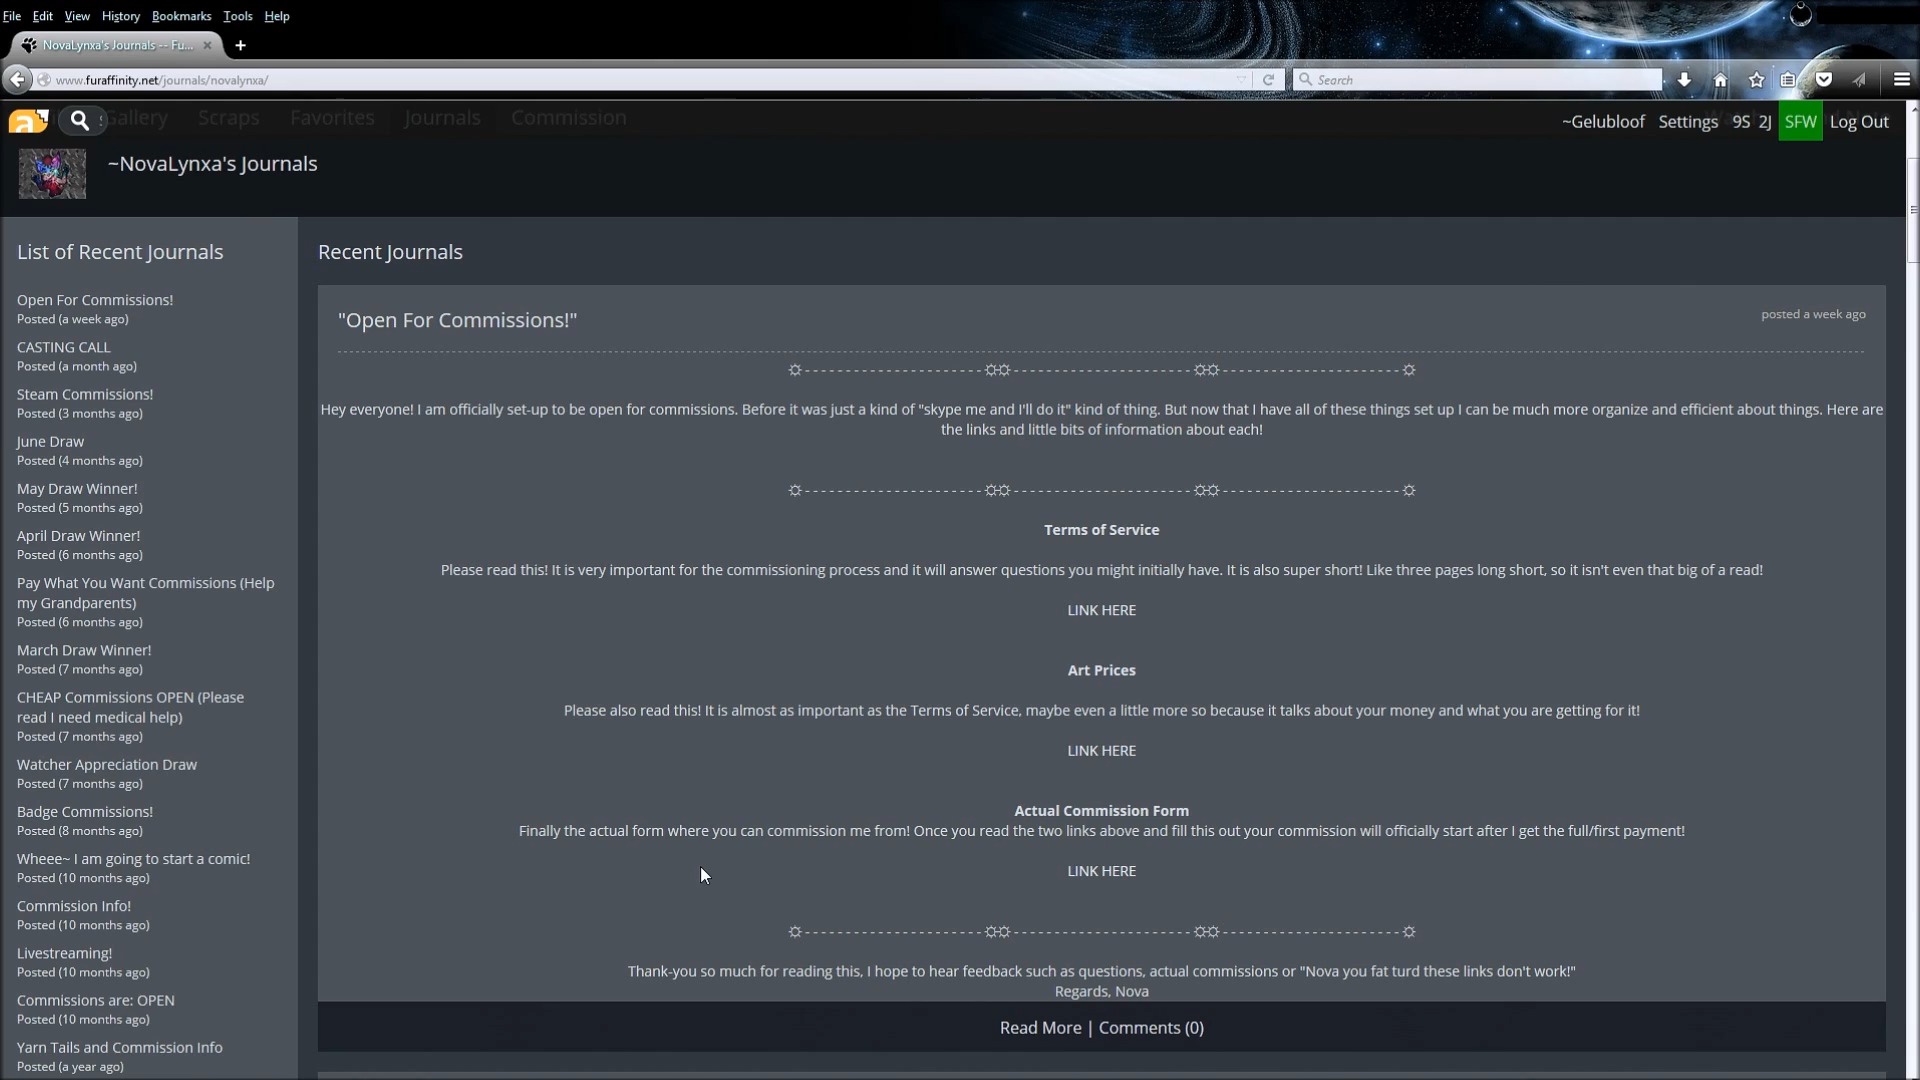 File Edit View History Bookmarks Tools Help
NovaLynxa's Journals -- Fu...
www.furaffinity.net/journals/novalynxa/
Search
Gallery Scraps Favorites Journals Commission
~Gelubloof Settings 9S 2J SFW Log Out
~NovaLynxa's Journals
List of Recent Journals
Open For Commissions!
Posted (a week ago)
CASTING CALL
Posted (a month ago)
Steam Commissions!
Posted (3 months ago)
June Draw
Posted (4 months ago)
May Draw Winner!
Posted (5 months ago)
April Draw Winner!
Posted (6 months ago)
Pay What You Want Commissions (Help
my Grandparents)
Posted (6 months ago)
March Draw Winner!
Posted (7 months ago)
CHEAP Commissions OPEN (Please
read I need medical help)
Posted (7 months ago)
Watcher Appreciation Draw
Posted (7 months ago)
Badge Commissions!
Posted (8 months ago)
Wheee~ I am going to start a comic!
Posted (10 months ago)
Commission Info!
Posted (10 months ago)
Livestreaming!
Posted (10 months ago)
Commissions are: OPEN
Posted (10 months ago)
Yarn Tails and Commission Info
Posted (a year ago)
Recent Journals
"Open For Commissions!"
posted a week ago
Hey everyone! I am officially set-up to be open for commissions. Before it was just a kind of "skype me and I'll do it" kind of thing. But now that I have all of these things set up I can be much more organize and efficient about things. Here are
the links and little bits of information about each!
Terms of Service
Please read this! It is very important for the commissioning process and it will answer questions you might initially have. It is also super short! Like three pages long short, so it isn't even that big of a read!
LINK HERE
Art Prices
Please also read this! It is almost as important as the Terms of Service, maybe even a little more so because it talks about your money and what you are getting for it!
LINK HERE
Actual Commission Form
Finally the actual form where you can commission me from! Once you read the two links above and fill this out your commission will officially start after I get the full/first payment!
LINK HERE
Thank-you so much for reading this, I hope to hear feedback such as questions, actual commissions or "Nova you fat turd these links don't work!"
Regards, Nova
Read More | Comments (0)